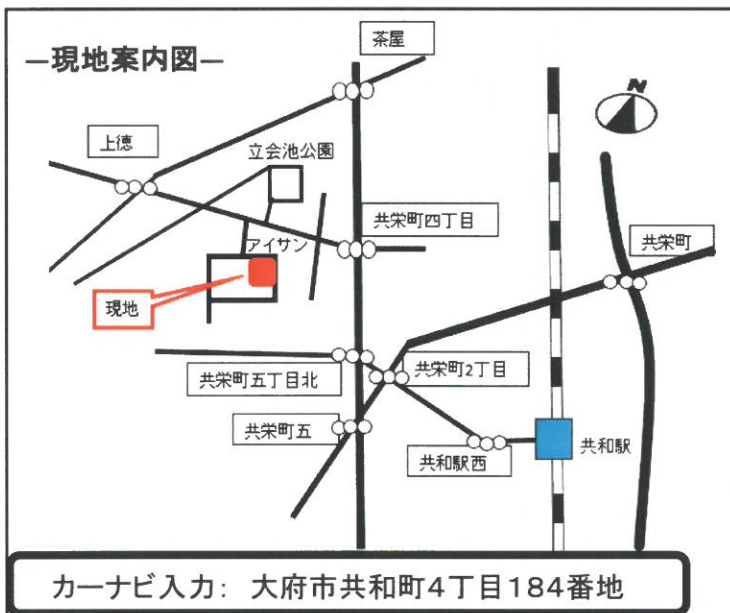 茶屋
―現地案内図―
N
上徳
立会池公園
共栄町四丁目
共栄町
アイサン
現地
共栄町五丁目北
共栄町2丁目
共栄町五
共和駅西
共和駅
カーナビ入力: 大府市共和町4丁目184番地